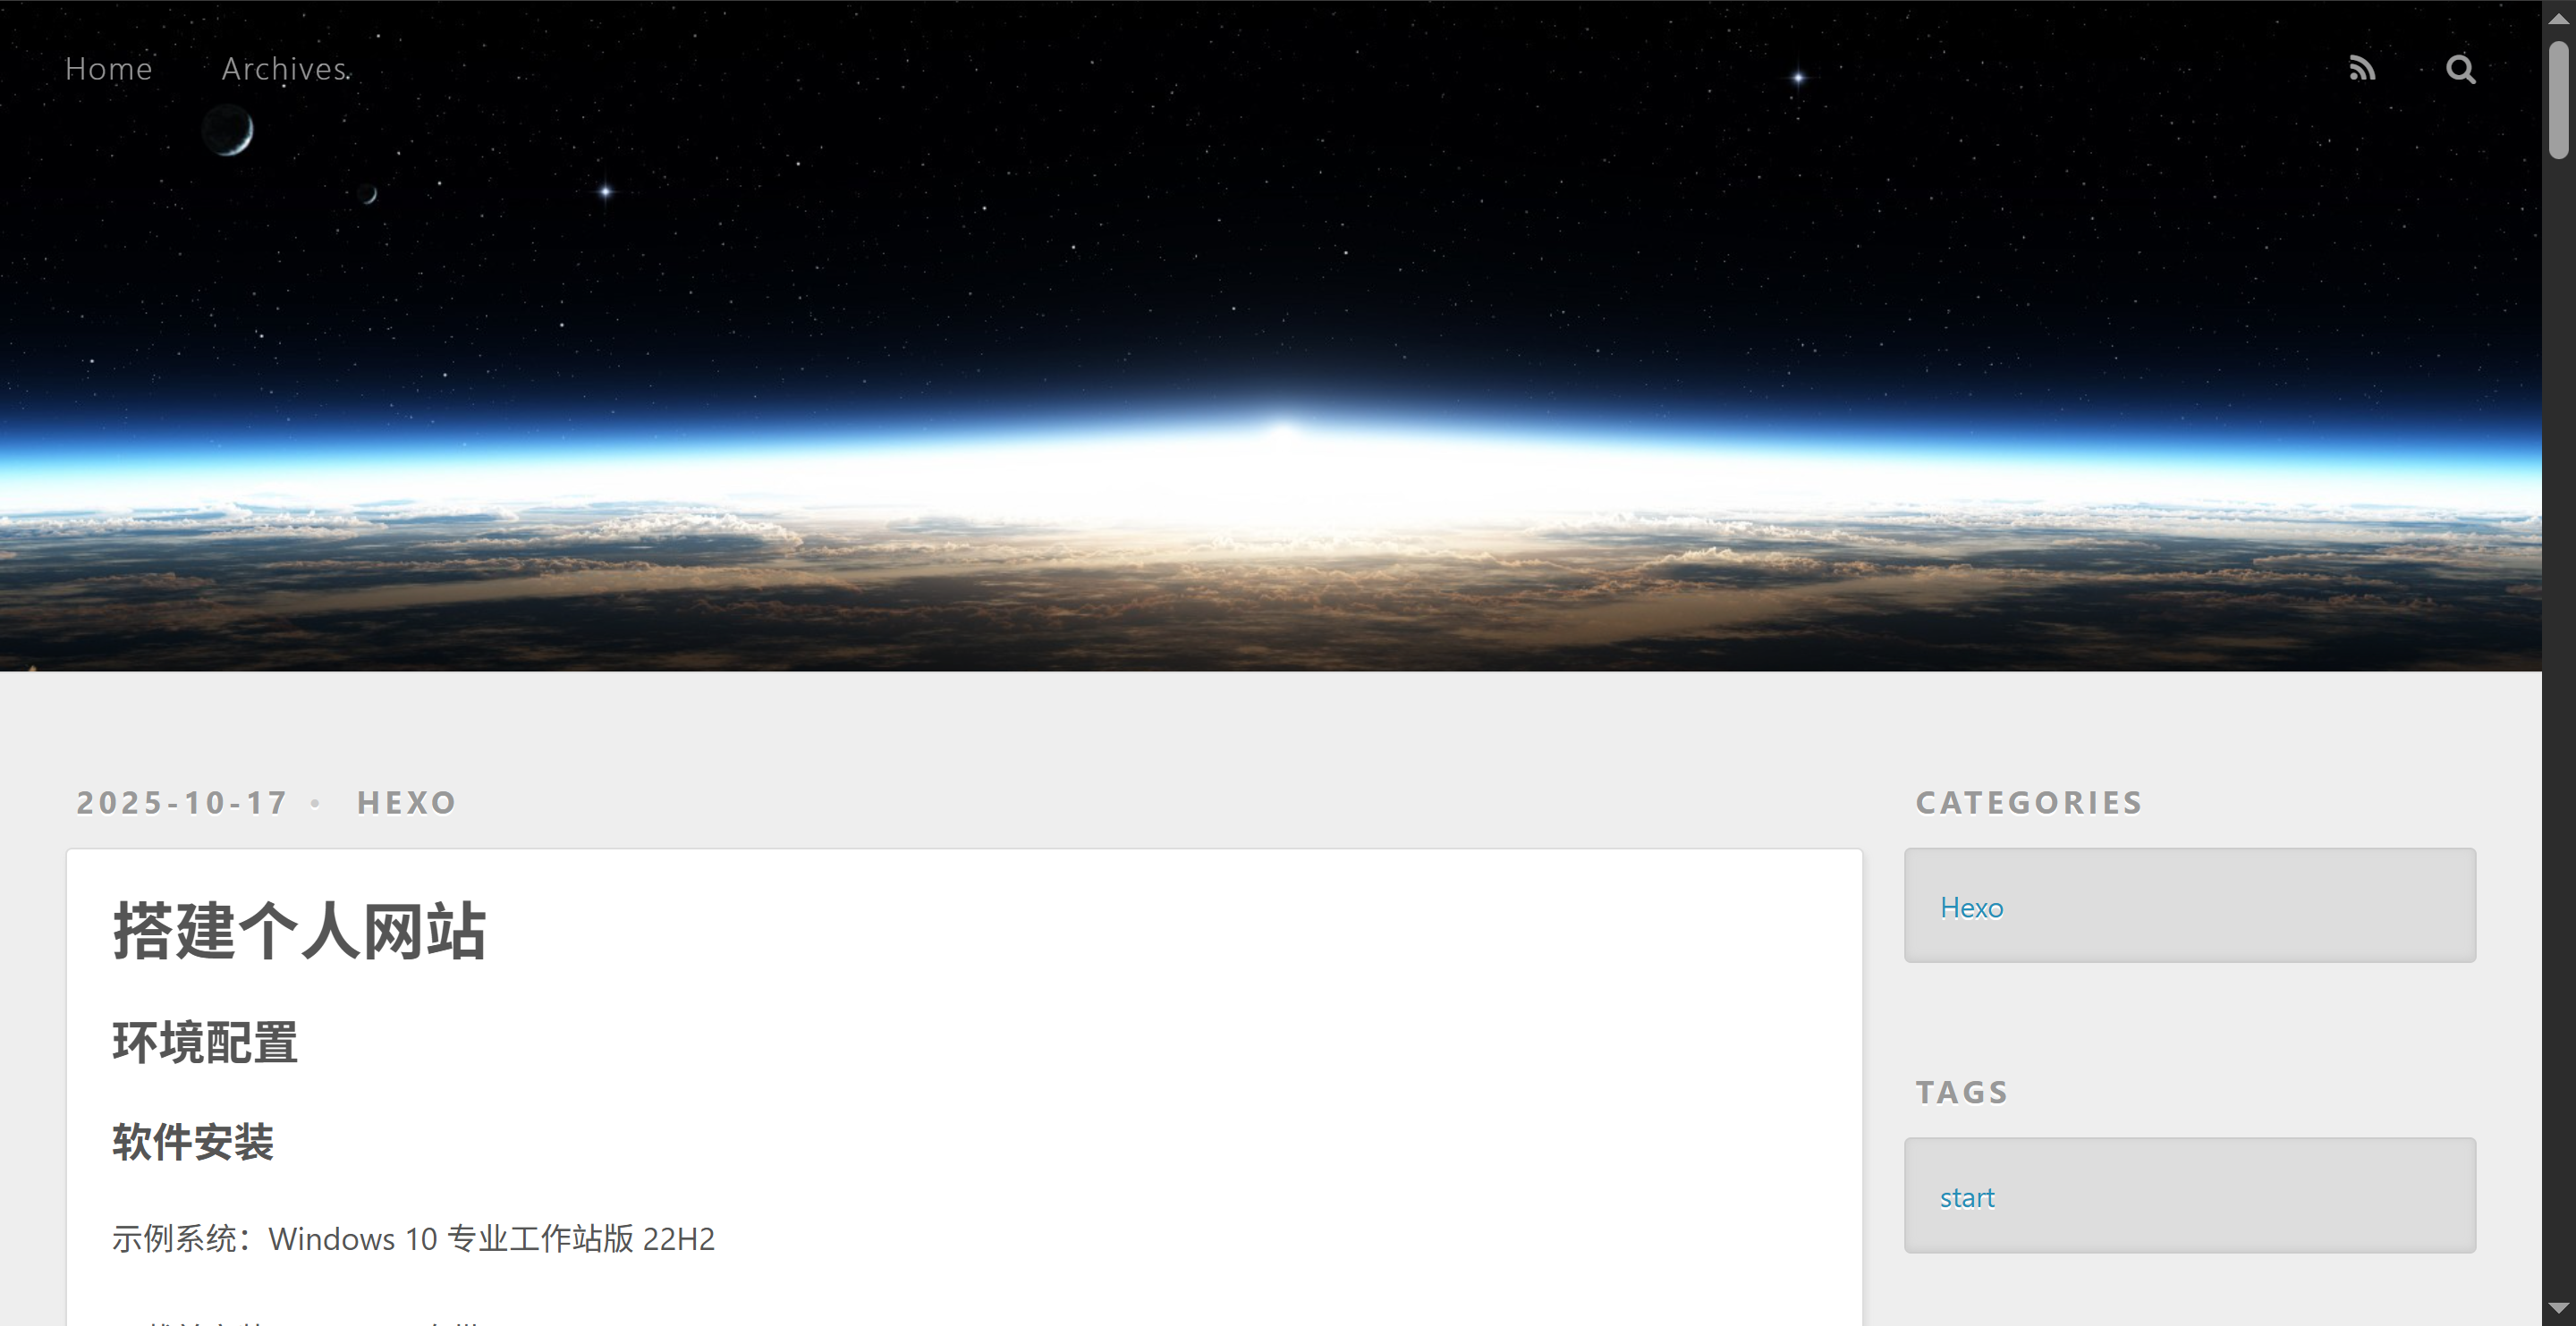 Home Archives
2025-10-17 • HEXO
搭建个人网站
环境配置
软件安装
示例系统：Windows 10 专业工作站版 22H2
CATEGORIES
Hexo
TAGS
start